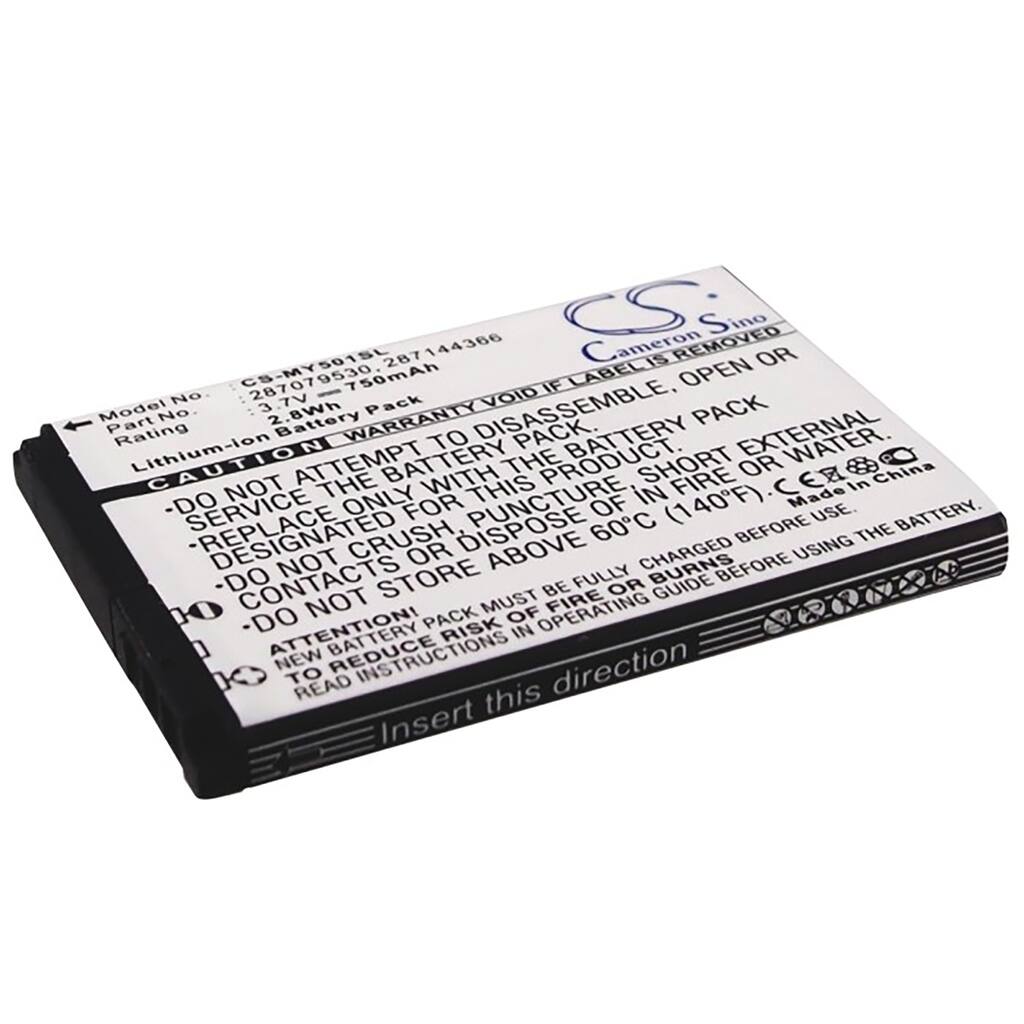 CS
Cameron Sino
Model No. : CS-MY501SL
Part No. : 287079530, 287144366
Rating : 3.7V 750mAh
2.8Wh
Lithium-ion Battery Pack
CAUTION WARRANTY VOID IF LABEL IS REMOVED
·DO NOT ATTEMPT TO DISASSEMBLE, OPEN OR
SERVICE THE BATTERY PACK.
·REPLACE ONLY WITH THE BATTERY PACK
DESIGNATED FOR THIS PRODUCT.
·DO NOT CRUSH, PUNCTURE, SHORT EXTERNAL
CONTACTS OR DISPOSE OF IN FIRE OR WATER.
·DO NOT STORE ABOVE 60°C (140°F).
CE
Made In China
ATTENTION!
NEW BATTERY PACK MUST BE FULLY CHARGED BEFORE USE.
TO REDUCE RISK OF FIRE OR BURNS
READ INSTRUCTIONS MANUAL BEFORE USING THIS BATTERY.
Insert this direction